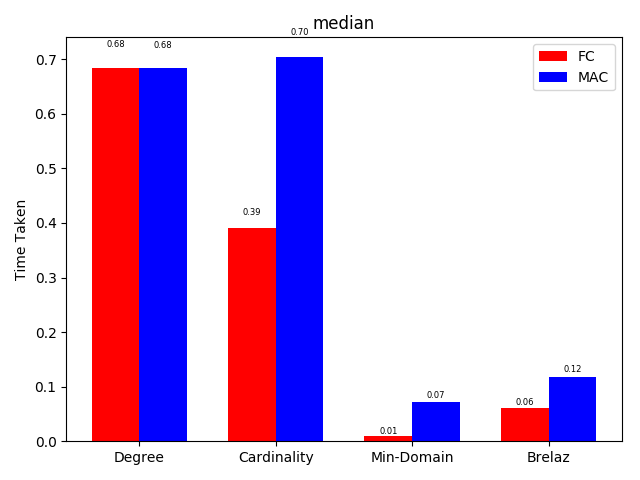 median
0.68
0.68
0.70
0.39
0.01
0.07
0.06
0.12
FC
MAC
Time Taken
0.7
0.6
0.5
0.4
0.3
0.2
0.1
0.0
Degree
Cardinality
Min-Domain
Brelaz